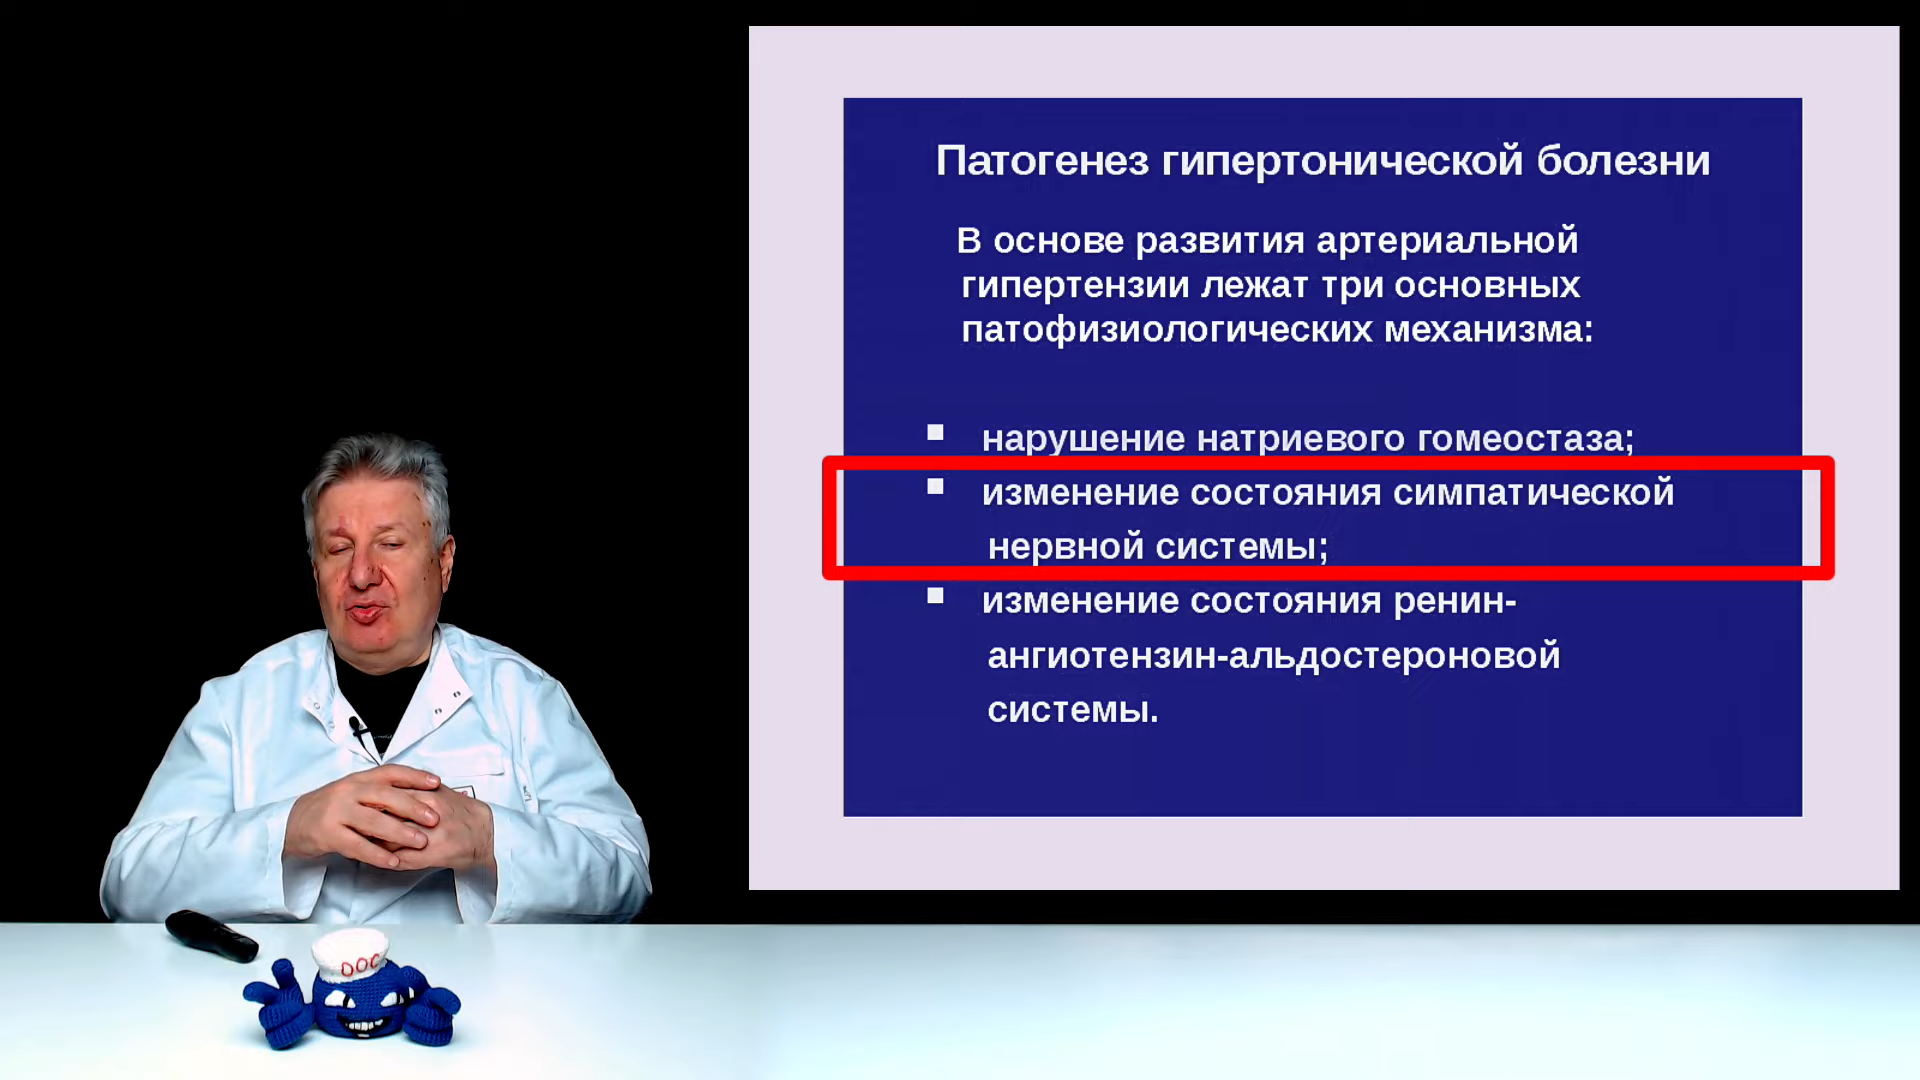 Патогенез гипертонической болезни
В основе развития артериальной
гипертензии лежат три основных
патофизиологических механизма:
нарушение натриевого гомеостаза;
изменение состояния симпатической
нервной системы;
изменение состояния ренин-
ангиотензин-альдостероновой
системы.
DOC